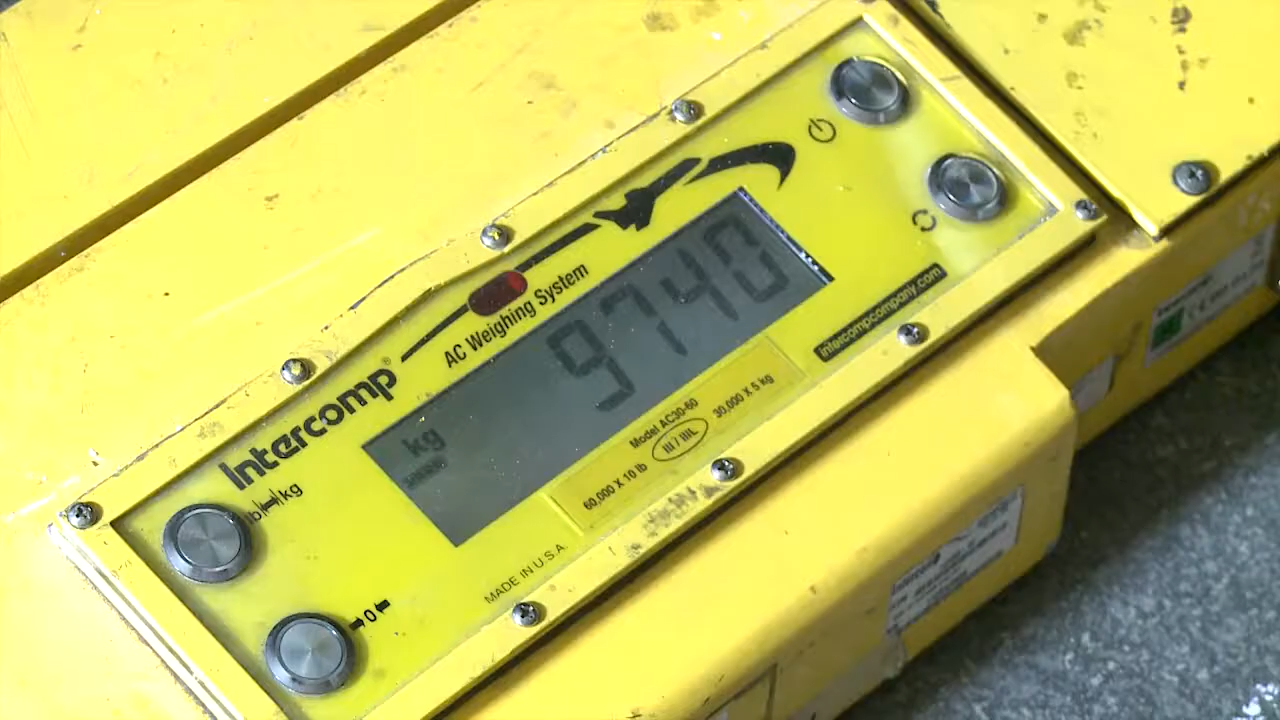 Intercomp®
AC Weighing System
9740
kg
lb kg
0
Model AC30-60
III / IIIL
60,000 X 10 lb
30,000 X 5 kg
intercompcompany.com
MADE IN U.S.A.